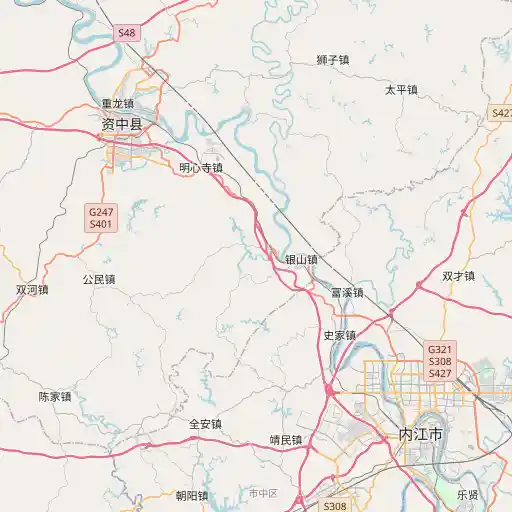 S48
狮子镇
太平镇
重龙镇
S427
资中县
明心寺镇
G247
S401
银山镇
双才镇
公民镇
双河镇
富溪镇
史家镇
G321
S308
S427
陈家镇
全安镇
内江市
靖民镇
市中区
朝阳镇
乐贤
S308